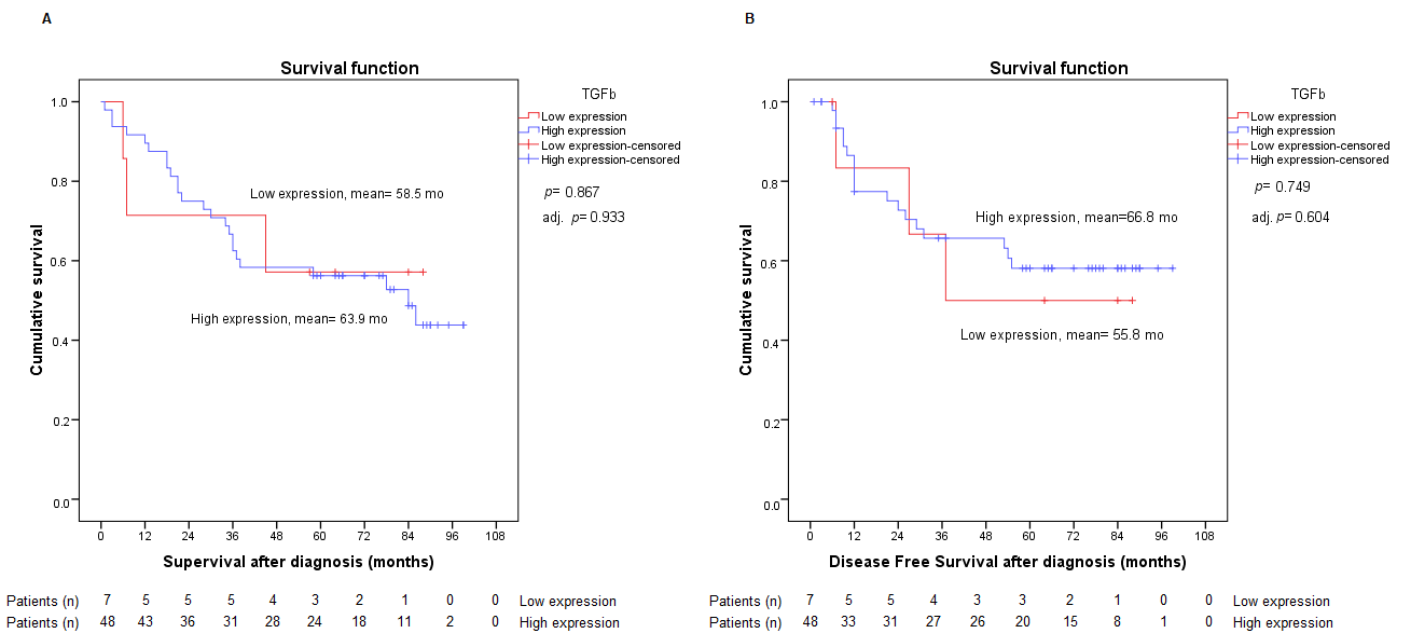 A
Survival function
1.0
0.8
0.6
0.4
0.2
0.0
Cumulative survival
Low expression, mean= 58.5 mo
High expression, mean= 63.9 mo
0 12 24 36 48 60 72 84 96 108
Supervival after diagnosis (months)
TGFb
Low expression
High expression
Low expression-censored
High expression-censored
p= 0.867
adj. p= 0.933
Patients (n) 7 5 5 5 4 3 2 1 0 0 Low expression
Patients (n) 48 43 36 31 28 24 18 11 2 0 High expression
B
Survival function
1.0
0.8
0.6
0.4
0.2
0.0
Cumulative survival
High expression, mean=66.8 mo
Low expression, mean= 55.8 mo
0 12 24 36 48 60 72 84 96 108
Disease Free Survival after diagnosis (months)
TGFb
Low expression
High expression
Low expression-censored
High expression-censored
p= 0.749
adj. p= 0.604
Patients (n) 7 5 5 4 3 3 2 1 0 0 Low expression
Patients (n) 48 33 31 27 26 20 15 8 1 0 High expression